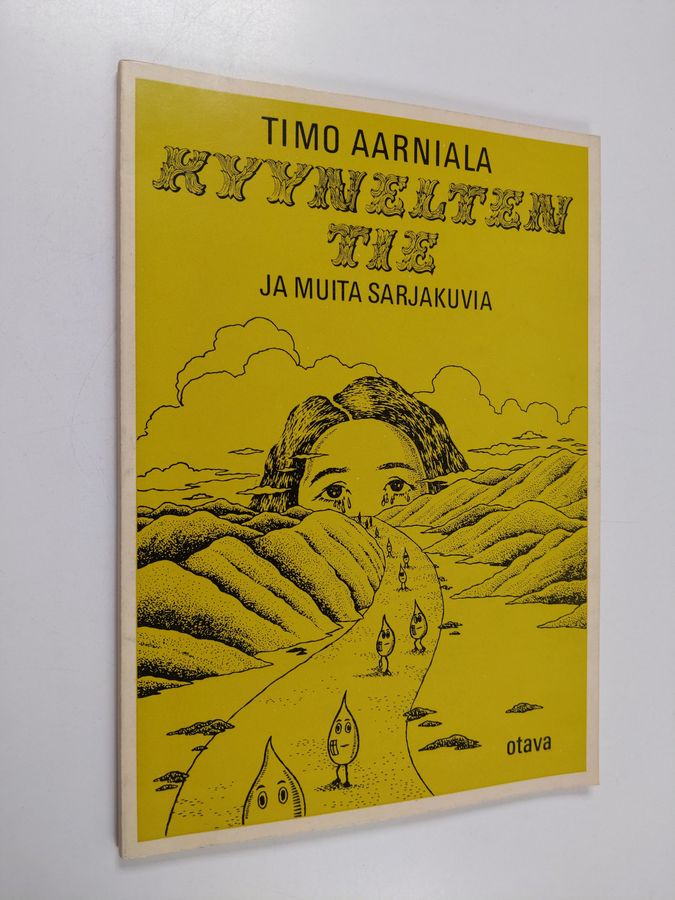 TIMO AARNIALA
KYYNELTEN
TIE
JA MUITA SARJAKUVIA
otava